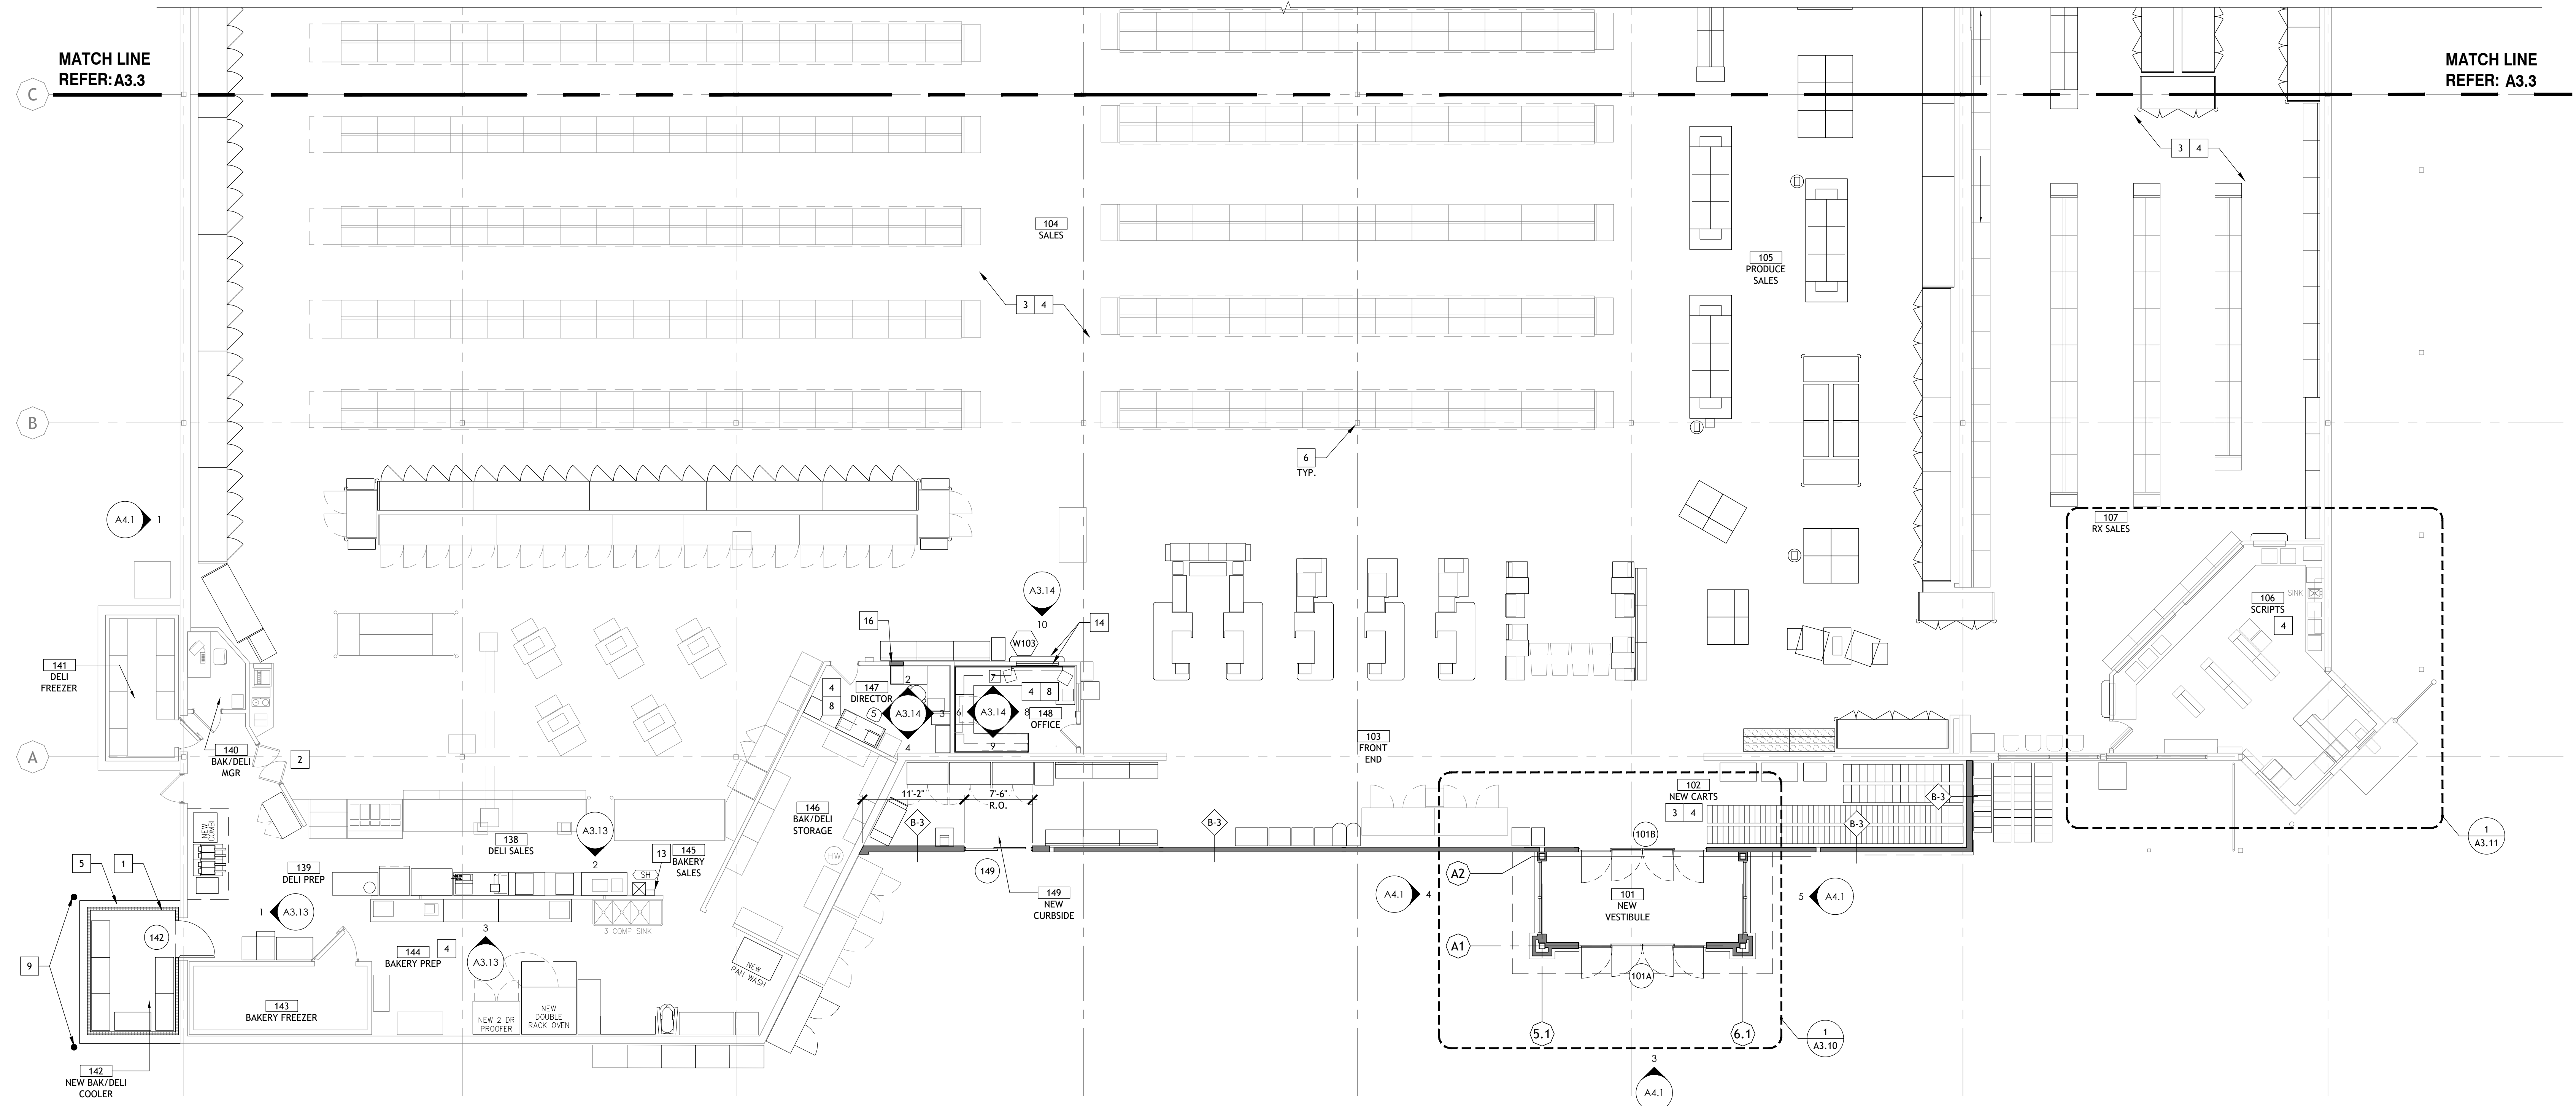 MATCH LINE
REFER: A3.3
MATCH LINE
REFER: A3.3
C
3 4
104
SALES
105
PRODUCE
SALES
3 4
B
6
TYP.
A4.1 1
107
RX SALES
A3.14
10
16
W103
14
106
SCRIPTS
SINK
4
141
DELI
FREEZER
147
DIRECTOR
4
8
2
5 A3.14 3
4
7
4 8
6 A3.14 8
9
148
OFFICE
A
140
BAK/DELI
MGR
2
103
FRONT
END
102
NEW CARTS
3 4
11'-2"
7'-6"
R.O.
146
BAK/DELI
STORAGE
B-3
B-3
B-3
B-3
NEW
COMBI
138
DELI SALES
A3.13
2
13
145
BAKERY
SALES
HW
101B
1
A3.11
5
1
139
DELI PREP
SH
149
149
NEW
CURBSIDE
A2
A4.1 4
101
NEW
VESTIBULE
5 A4.1
1 A3.13
3 COMP SINK
142
3
A3.13
144
BAKERY PREP
4
A1
9
NEW
PAN WASH
101A
143
BAKERY FREEZER
NEW 2 DR
PROOFER
NEW
DOUBLE
RACK OVEN
5.1
6.1
1
A3.10
142
NEW BAK/DELI
COOLER
3
A4.1